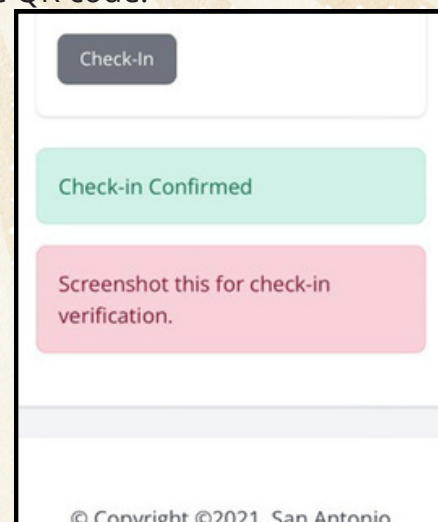 QR code.
Check-In
Check-in Confirmed
Screenshot this for check-in
verification.
© Copyright ©2021 San Antonio